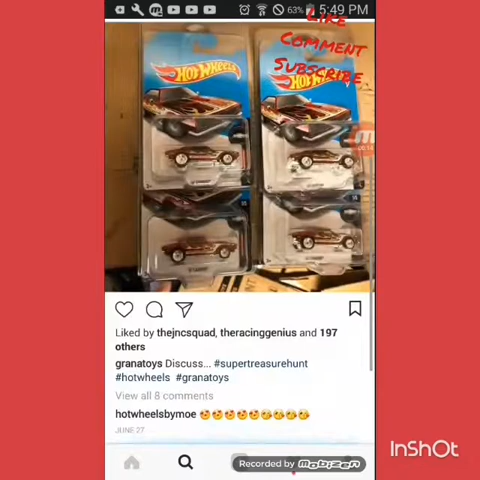 63% 5:49 PM
LIKE
COMMENT
SUBSCRIBE
Hot Wheels
Hot Wheels
Liked by thejncsquad, theracinggenius and 197
others
granatoys Discuss... #supertreasurehunt
#hotwheels #granatoys
View all 8 comments
hotwheelsbymoe
JUNE 27
Recorded by mobizen
InShOt